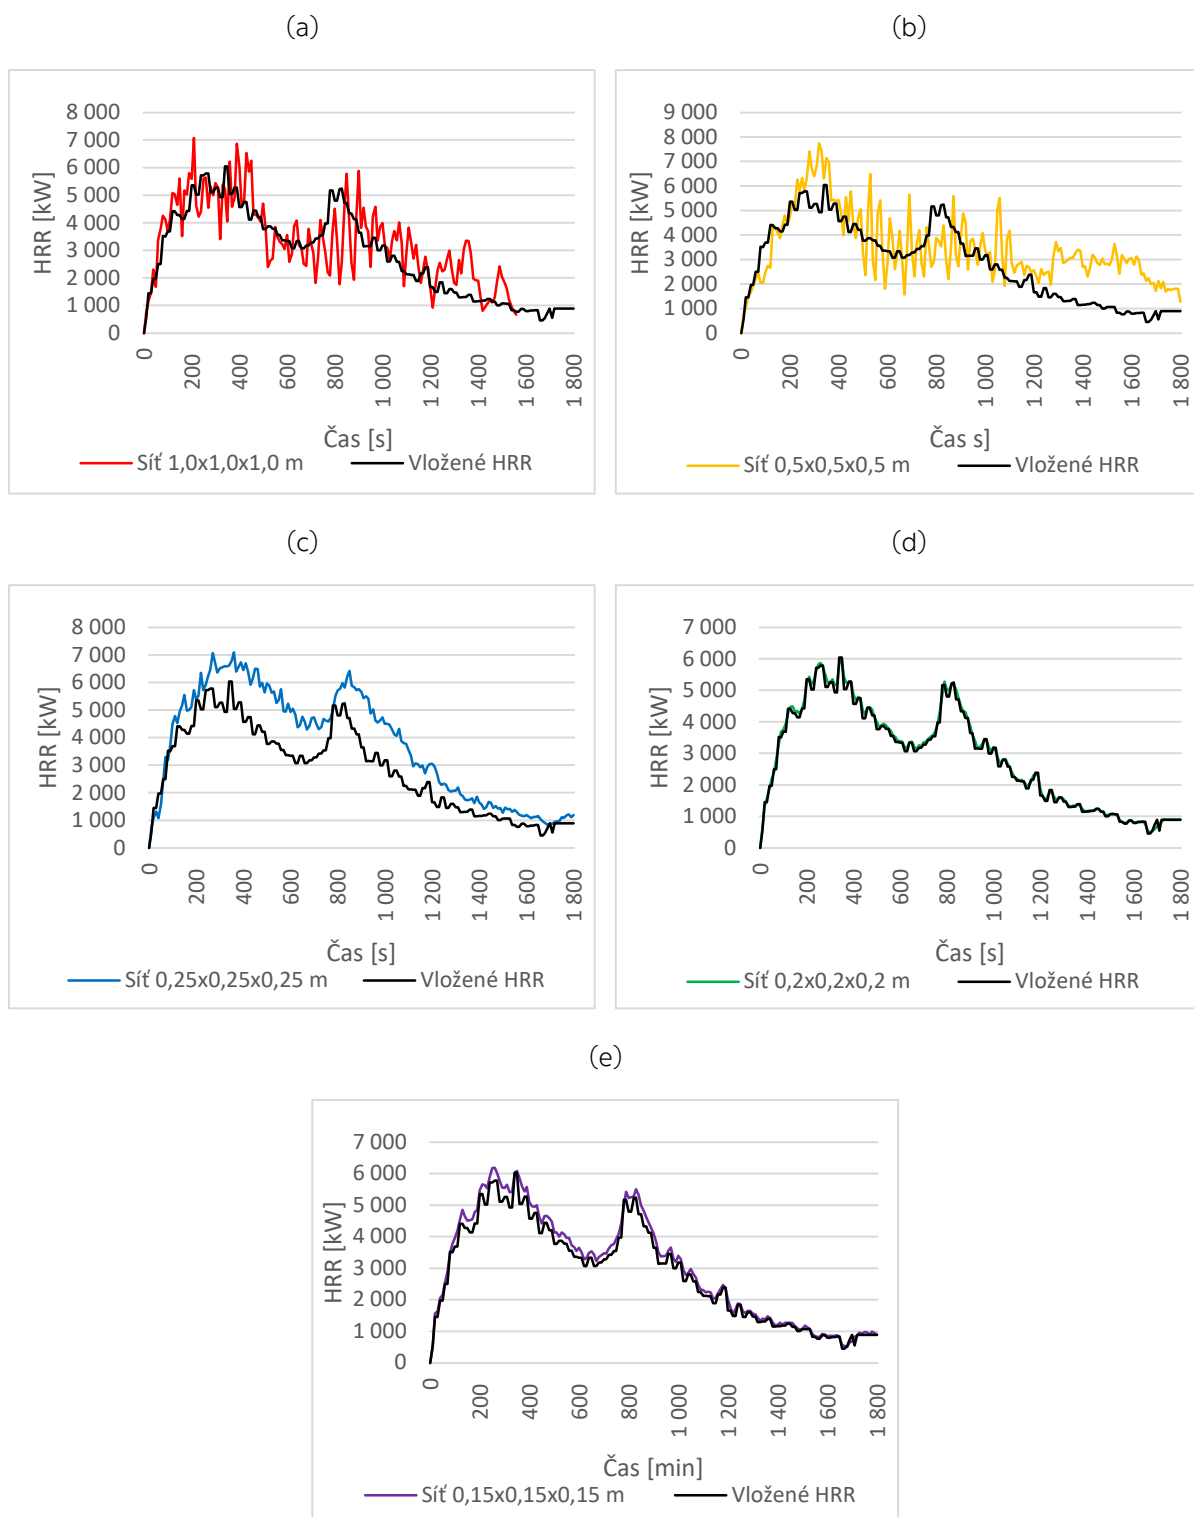 (a)
HRR [kW]
8 000
7 000
6 000
5 000
4 000
3 000
2 000
1 000
0
0 200 400 600 800 1 000 1 200 1 400 1 600 1 800
Čas [s]
Síť 1,0x1,0x1,0 m Vložené HRR
(b)
HRR [kW]
9 000
8 000
7 000
6 000
5 000
4 000
3 000
2 000
1 000
0
0 200 400 600 800 1 000 1 200 1 400 1 600 1 800
Čas s]
Síť 0,5x0,5x0,5 m Vložené HRR
(c)
HRR [kW]
8 000
7 000
6 000
5 000
4 000
3 000
2 000
1 000
0
0 200 400 600 800 1 000 1 200 1 400 1 600 1 800
Čas [s]
Síť 0,25x0,25x0,25 m Vložené HRR
(d)
HRR [kW]
7 000
6 000
5 000
4 000
3 000
2 000
1 000
0
0 200 400 600 800 1 000 1 200 1 400 1 600 1 800
Čas [s]
Síť 0,2x0,2x0,2 m Vložené HRR
(e)
HRR [kW]
7 000
6 000
5 000
4 000
3 000
2 000
1 000
0
0 200 400 600 800 1 000 1 200 1 400 1 600 1 800
Čas [min]
Síť 0,15x0,15x0,15 m Vložené HRR